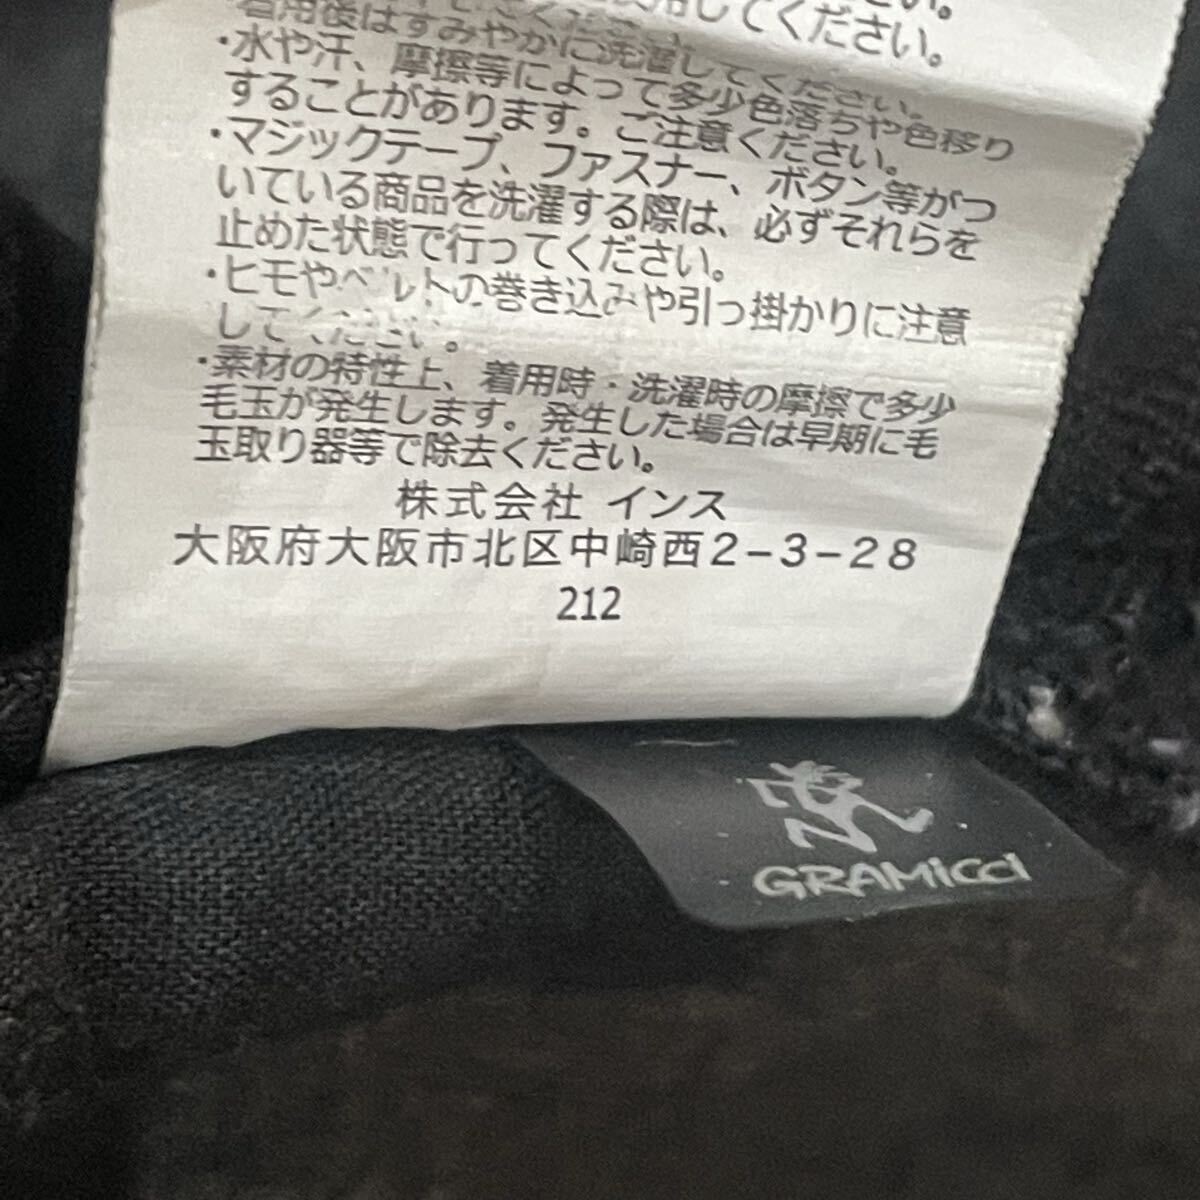 してください。
着用後はすみやかに洗濯してください。
・水や汗、摩擦等によって多少色落ちや色移り
することがあります。ご注意ください。
・マジックテープ、ファスナー、ボタン等がつ
いている商品を洗濯する際は、必ずそれらを
止めた状態で行ってください。
・ヒモやベルトの巻き込みや引っ掛かりに注意
してください。
・素材の特性上、着用時・洗濯時の摩擦で多少
毛玉が発生します。発生した場合は早期に毛
玉取り器等で除去ください。
株式会社 インス
大阪府大阪市北区中崎西2-3-28
212
GRAMiCCi